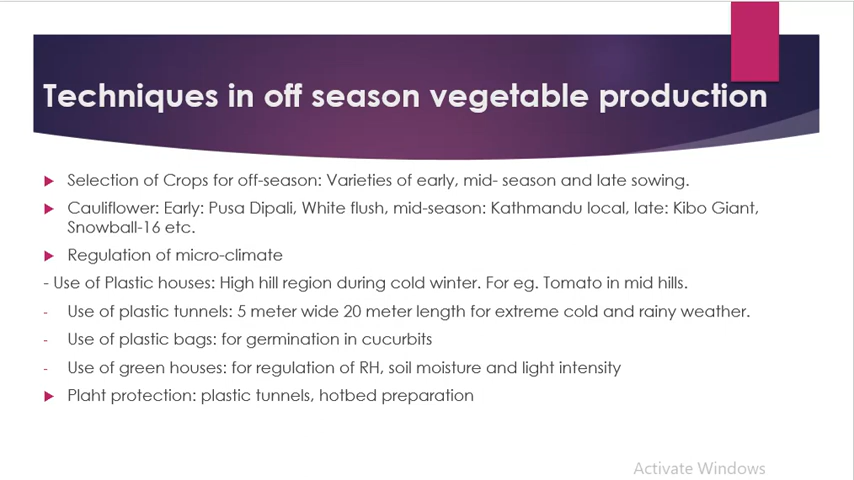 Techniques in off season vegetable production
Selection of Crops for off-season: Varieties of early, mid- season and late sowing.
Cauliflower: Early: Pusa Dipali, White flush, mid-season: Kathmandu local, late: Kibo Giant,
Snowball-16 etc.
Regulation of micro-climate
- Use of Plastic houses: High hill region during cold winter. For eg. Tomato in mid hills.
- Use of plastic tunnels: 5 meter wide 20 meter length for extreme cold and rainy weather.
- Use of plastic bags: for germination in cucurbits
- Use of green houses: for regulation of RH, soil moisture and light intensity
Plaht protection: plastic tunnels, hotbed preparation
Activate Windows